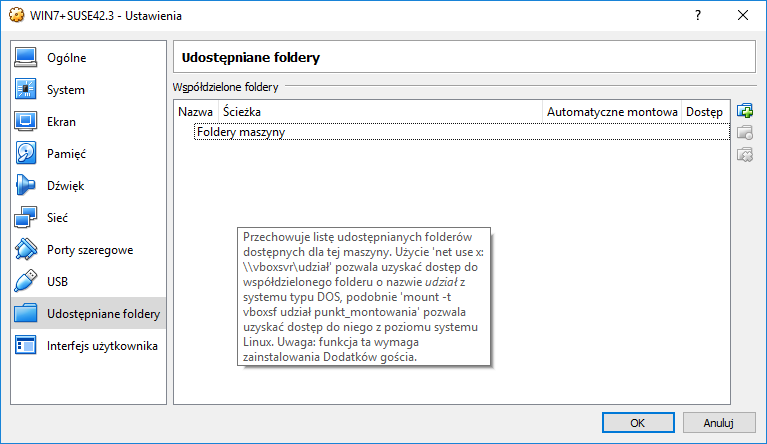 WIN7+SUSE42.3 - Ustawienia
?
Ogólne
System
Ekran
Pamięć
Dźwięk
Sieć
Porty szeregowe
USB
Udostępniane foldery
Interfejs użytkownika
Udostępniane foldery
Współdzielone foldery
Nazwa Ścieżka Automatyczne montowa Dostęp
Foldery maszyny
Przechowuje listę udostępnianych folderów
dostępnych dla tej maszyny. Użycie 'net use x:
\\vboxsvr\udział' pozwala uzyskać dostęp do
współdzielonego folderu o nazwie udział z
systemu typu DOS, podobnie 'mount -t
vboxsf udział punkt_montowania' pozwala
uzyskać dostęp do niego z poziomu systemu
Linux. Uwaga: funkcja ta wymaga
zainstalowania Dodatków gościa.
OK Anuluj